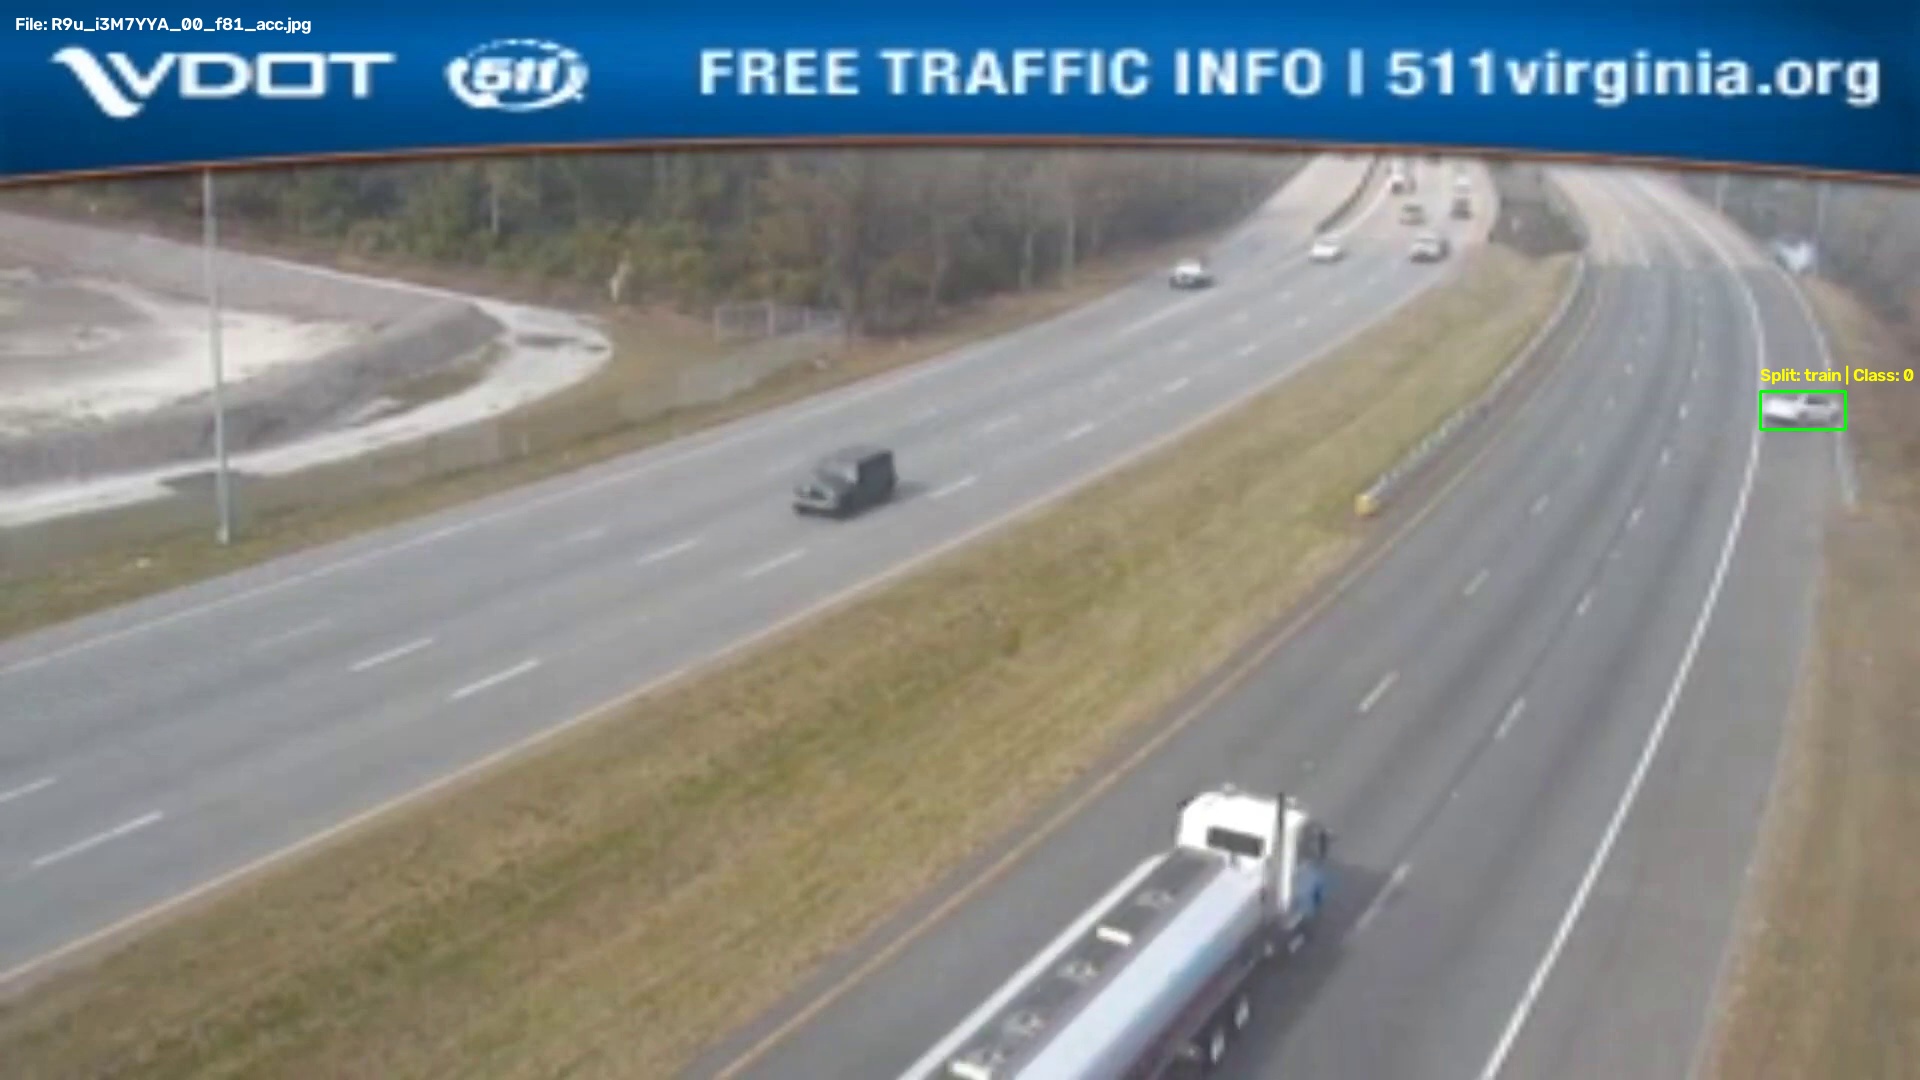 File: R9u_i3M7YYA_00_f81_acc.jpg
VDOT 511 FREE TRAFFIC INFO | 511virginia.org
Split: train | Class: 0